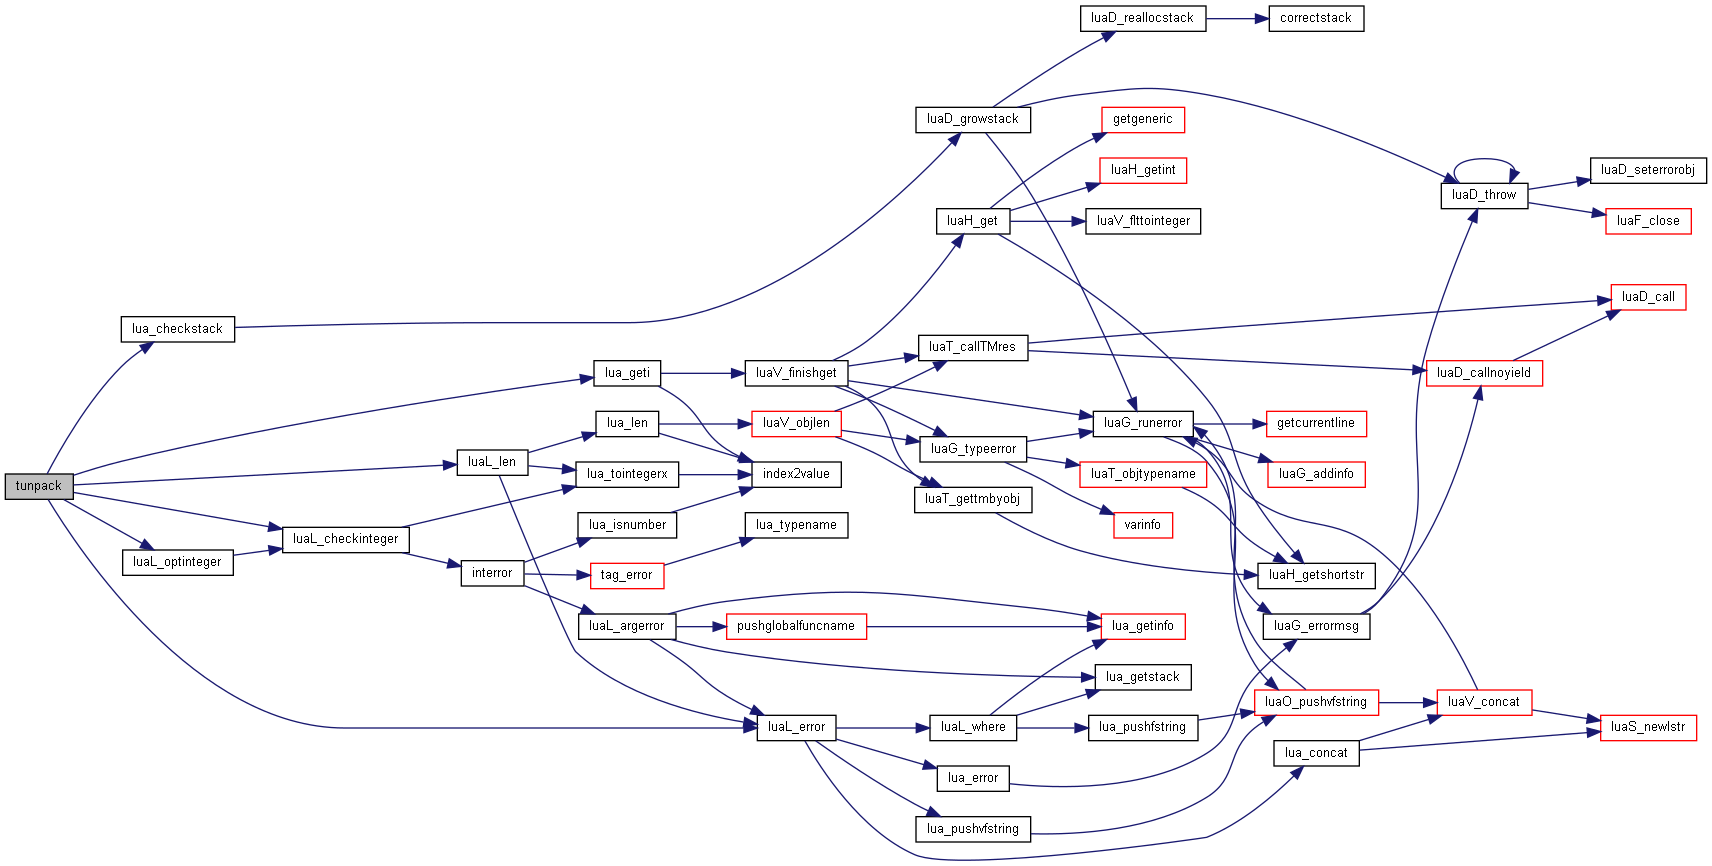 luaD_reallocstack
correctstack
luaD_growstack
getgeneric
luaD_seterrorobj
luaH_getint
luaD_throw
luaH_get
luaV_flttointeger
luaF_close
luaD_call
lua_checkstack
luaT_callTMres
lua_geti
luaV_finishget
luaD_callnoyield
lua_len
luaV_objlen
luaG_runerror
getcurrentline
luaG_typeerror
luaL_len
lua_tointegerx
index2value
luaT_objtypename
luaG_addinfo
tunpack
luaT_gettmbyobj
lua_isnumber
lua_typename
varinfo
luaL_checkinteger
luaL_optinteger
interror
tag_error
luaH_getshortstr
luaL_argerror
pushglobalfuncname
lua_getinfo
luaG_errormsg
lua_getstack
luaO_pushvfstring
luaV_concat
luaL_error
luaL_where
lua_pushfstring
luaS_newlstr
lua_concat
lua_error
lua_pushvfstring